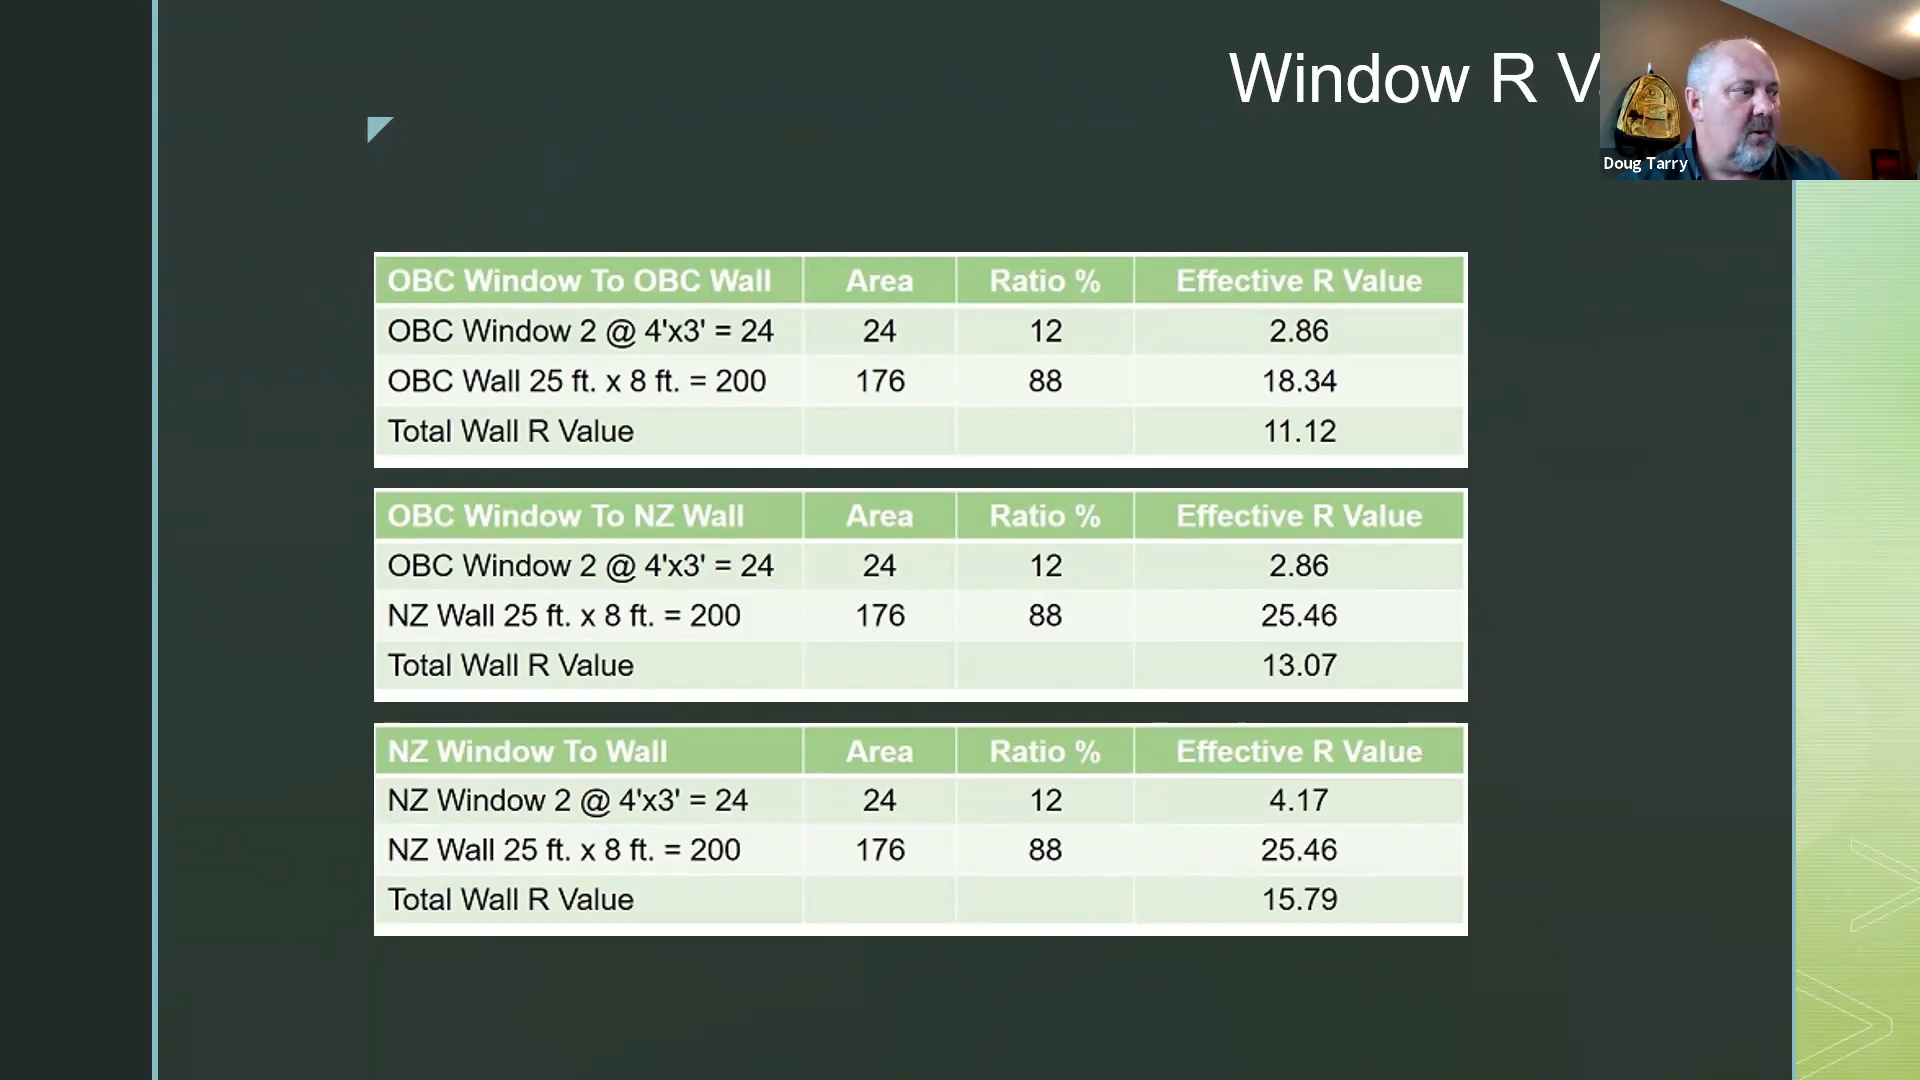 Window R V
Doug Tarry
OBC Window To OBC Wall Area Ratio % Effective R Value
OBC Window 2 @ 4'x3' = 24 24 12 2.86
OBC Wall 25 ft. x 8 ft. = 200 176 88 18.34
Total Wall R Value 11.12
OBC Window To NZ Wall Area Ratio % Effective R Value
OBC Window 2 @ 4'x3' = 24 24 12 2.86
NZ Wall 25 ft. x 8 ft. = 200 176 88 25.46
Total Wall R Value 13.07
NZ Window To Wall Area Ratio % Effective R Value
NZ Window 2 @ 4'x3' = 24 24 12 4.17
NZ Wall 25 ft. x 8 ft. = 200 176 88 25.46
Total Wall R Value 15.79